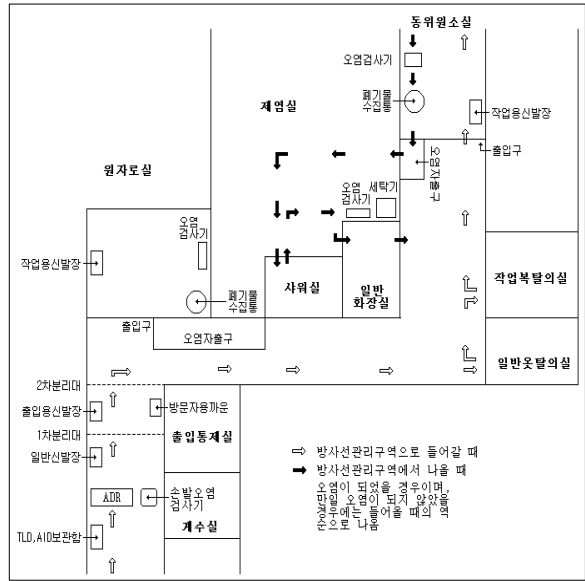 동위원소실
오염검사기
폐기물
수집통
제염실
작업용신발장
출입구
오염자출구
원자로실
오염
검사기
세탁기
오염
검사기
작업용신발장
작업복탈의실
샤워실
일반
화장실
폐기물
수집통
출입구
오염자출구
일반옷탈의실
2차분리대
출입용신발장
방문자용까운
1차분리대
출입통제실
일반신발장
방사선관리구역으로 들어갈 때
방사선관리구역에서 나올 때
오염이 되었을 경우이며,
만일 오염이 되지 않았을
경우에는 들어올 때의 역
순으로 나옴
ADR
손발오염
검사기
계수실
TLD,AID보관함